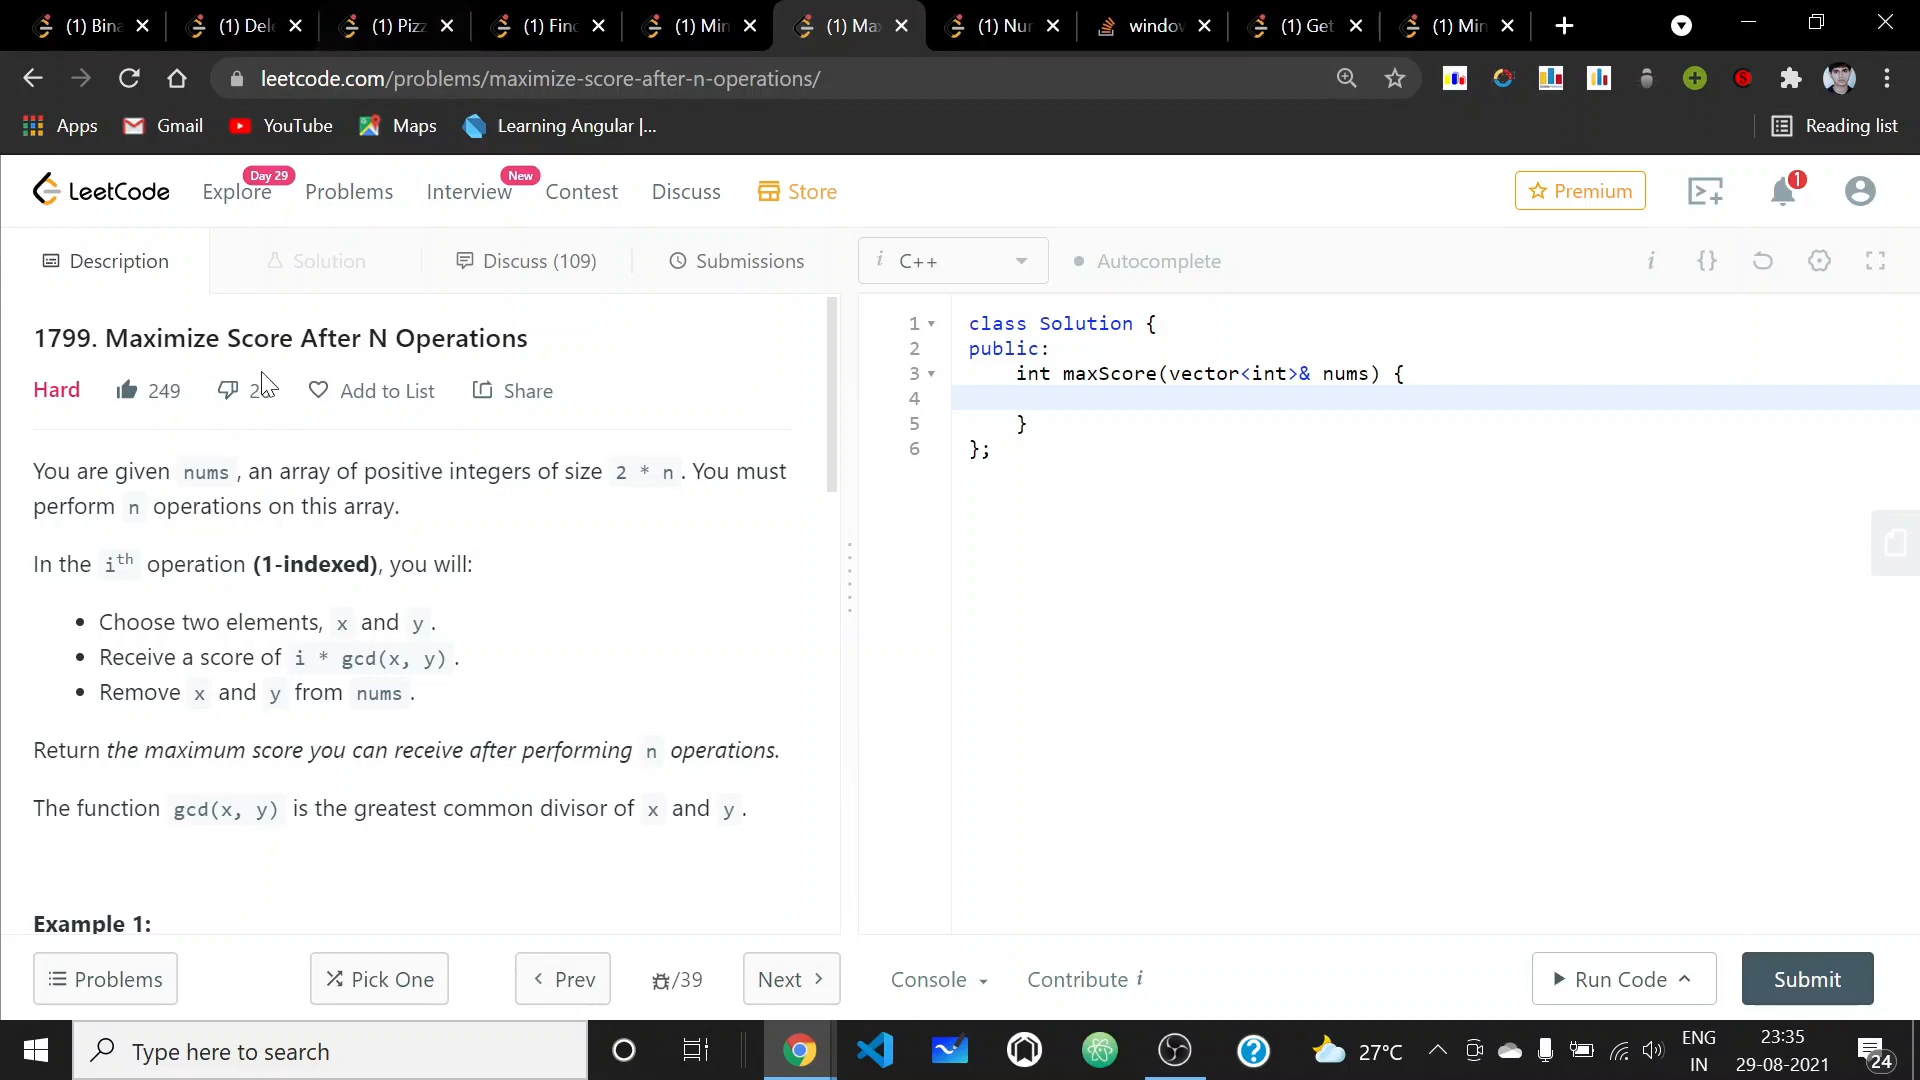 (1) Bina (1) Dele (1) Pizz (1) Find (1) Min (1) Max (1) Num window (1) Get (1) Min
leetcode.com/problems/maximize-score-after-n-operations/
Apps Gmail YouTube Maps Learning Angular |... Reading list
LeetCode Explore Day 29 Problems Interview New Contest Discuss Store Premium 1
Description Solution Discuss (109) Submissions i C++ Autocomplete i {}
1799. Maximize Score After N Operations
Hard 249 Add to List Share
You are given nums, an array of positive integers of size 2 * n. You must
perform n operations on this array.
In the ith operation (1-indexed), you will:
• Choose two elements, x and y.
• Receive a score of i * gcd(x, y).
• Remove x and y from nums.
Return the maximum score you can receive after performing n operations.
The function gcd(x, y) is the greatest common divisor of x and y.
Example 1:
1 class Solution {
2 public:
3 int maxScore(vector<int>& nums) {
4
5 }
6 };
Problems Pick One < Prev /39 Next > Console Contribute i Run Code Submit
Type here to search 27°C ENG IN 23:35 29-08-2021 24